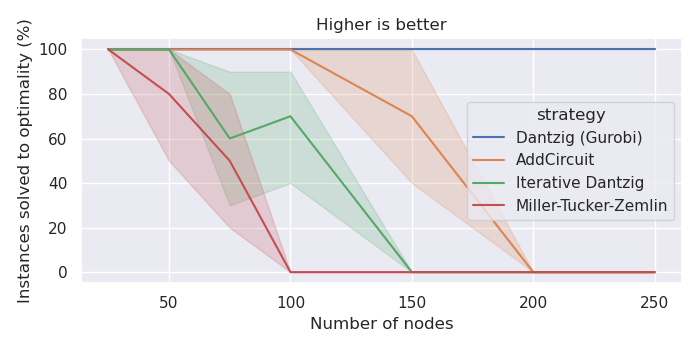 Higher is better
Instances solved to optimality (%)
100
80
60
40
20
0
strategy
Dantzig (Gurobi)
AddCircuit
Iterative Dantzig
Miller-Tucker-Zemlin
50
100
150
200
250
Number of nodes